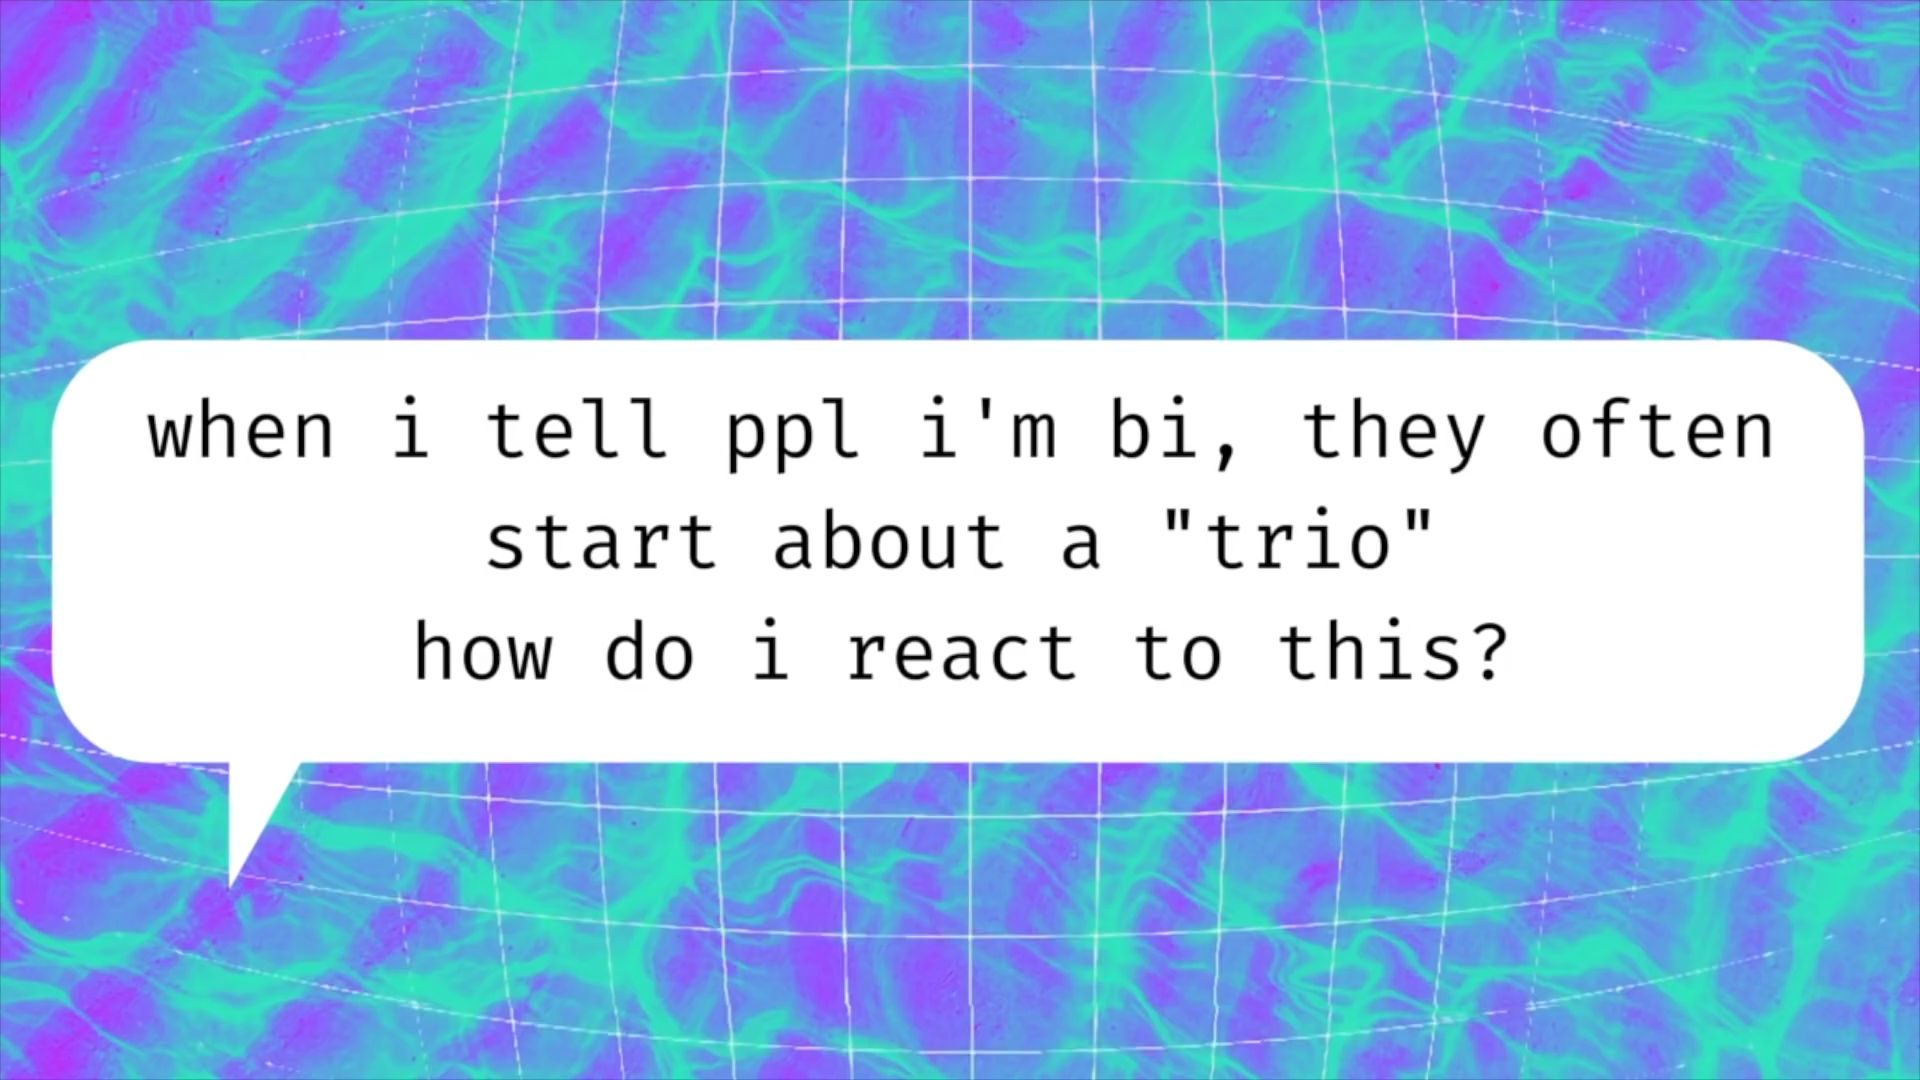 when i tell ppl i'm bi, they often
start about a "trio"
how do i react to this?